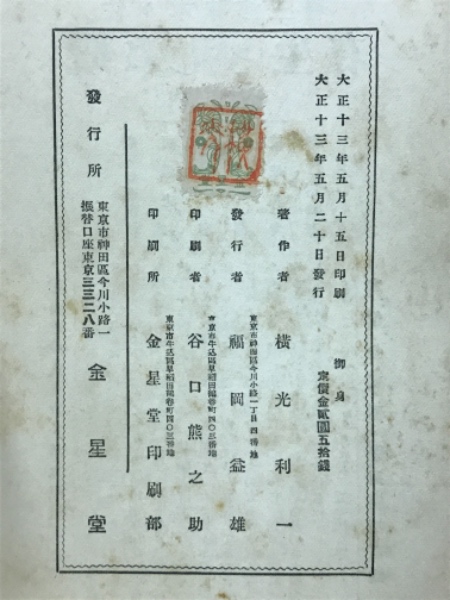 大正十三年五月十五日印刷
大正十三年五月二十日發行
御身
定價金貳圓五拾錢
著作者 橫光利一
東京市神田區今川小路一丁目四番地
發行者 福岡益雄
東京市牛込區早稻田鶴卷町四〇三番地
印刷者 谷口熊之助
東京市牛込區早稻田鶴卷町四〇三番地
印刷所 金星堂印刷部
發行所
東京市神田區今川小路一
振替口座東京三三二八番
金星堂